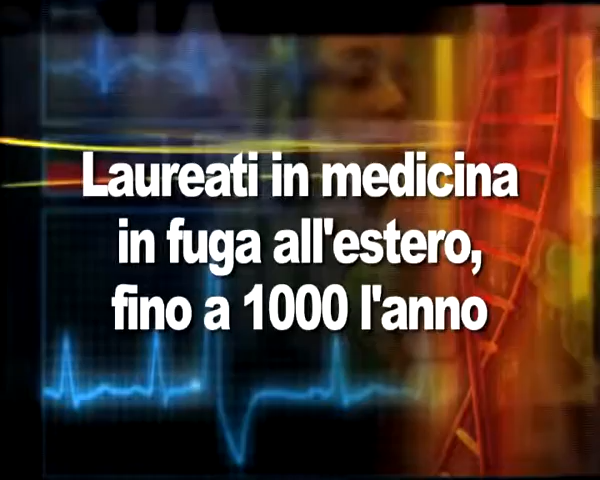 Laureati in medicina
in fuga all'estero,
fino a 1000 l'anno